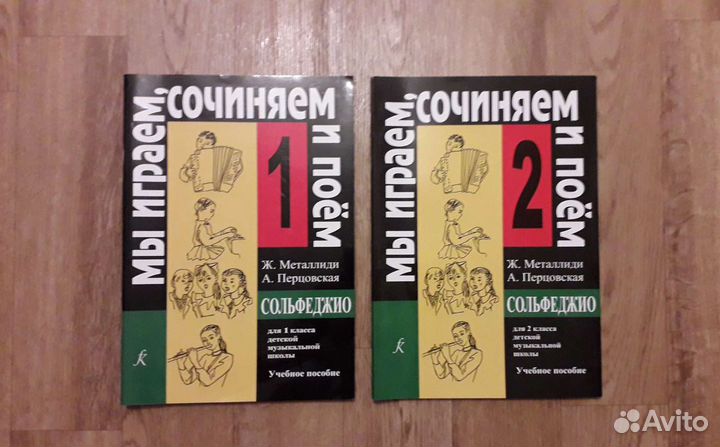 мы играем,
сочиняем
и поём
1
Ж. Металлиди
А. Перцовская
СОЛЬФЕДЖИО
для 1 класса
детской
музыкальной
школы
Учебное пособие
мы играем,
сочиняем
и поём
2
Ж. Металлиди
А. Перцовская
СОЛЬФЕДЖИО
для 2 класса
детской
музыкальной
школы
Учебное пособие
Avito